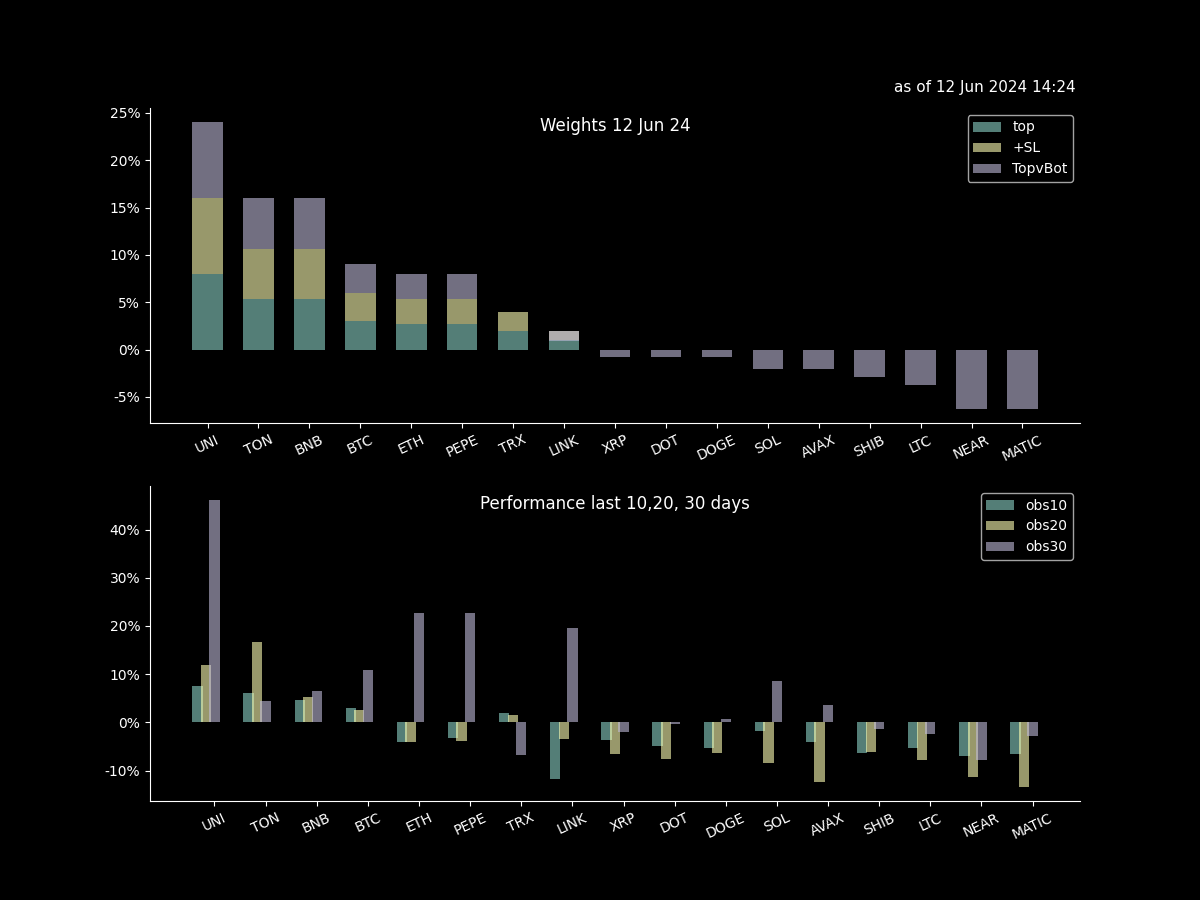 as of 12 Jun 2024 14:24
Weights 12 Jun 24
top
+SL
TopvBot
25%
20%
15%
10%
5%
0%
-5%
UNI TON BNB BTC ETH PEPE TRX LINK XRP DOT DOGE SOL AVAX SHIB LTC NEAR MATIC
Performance last 10,20, 30 days
obs10
obs20
obs30
40%
30%
20%
10%
0%
-10%
UNI TON BNB BTC ETH PEPE TRX LINK XRP DOT DOGE SOL AVAX SHIB LTC NEAR MATIC